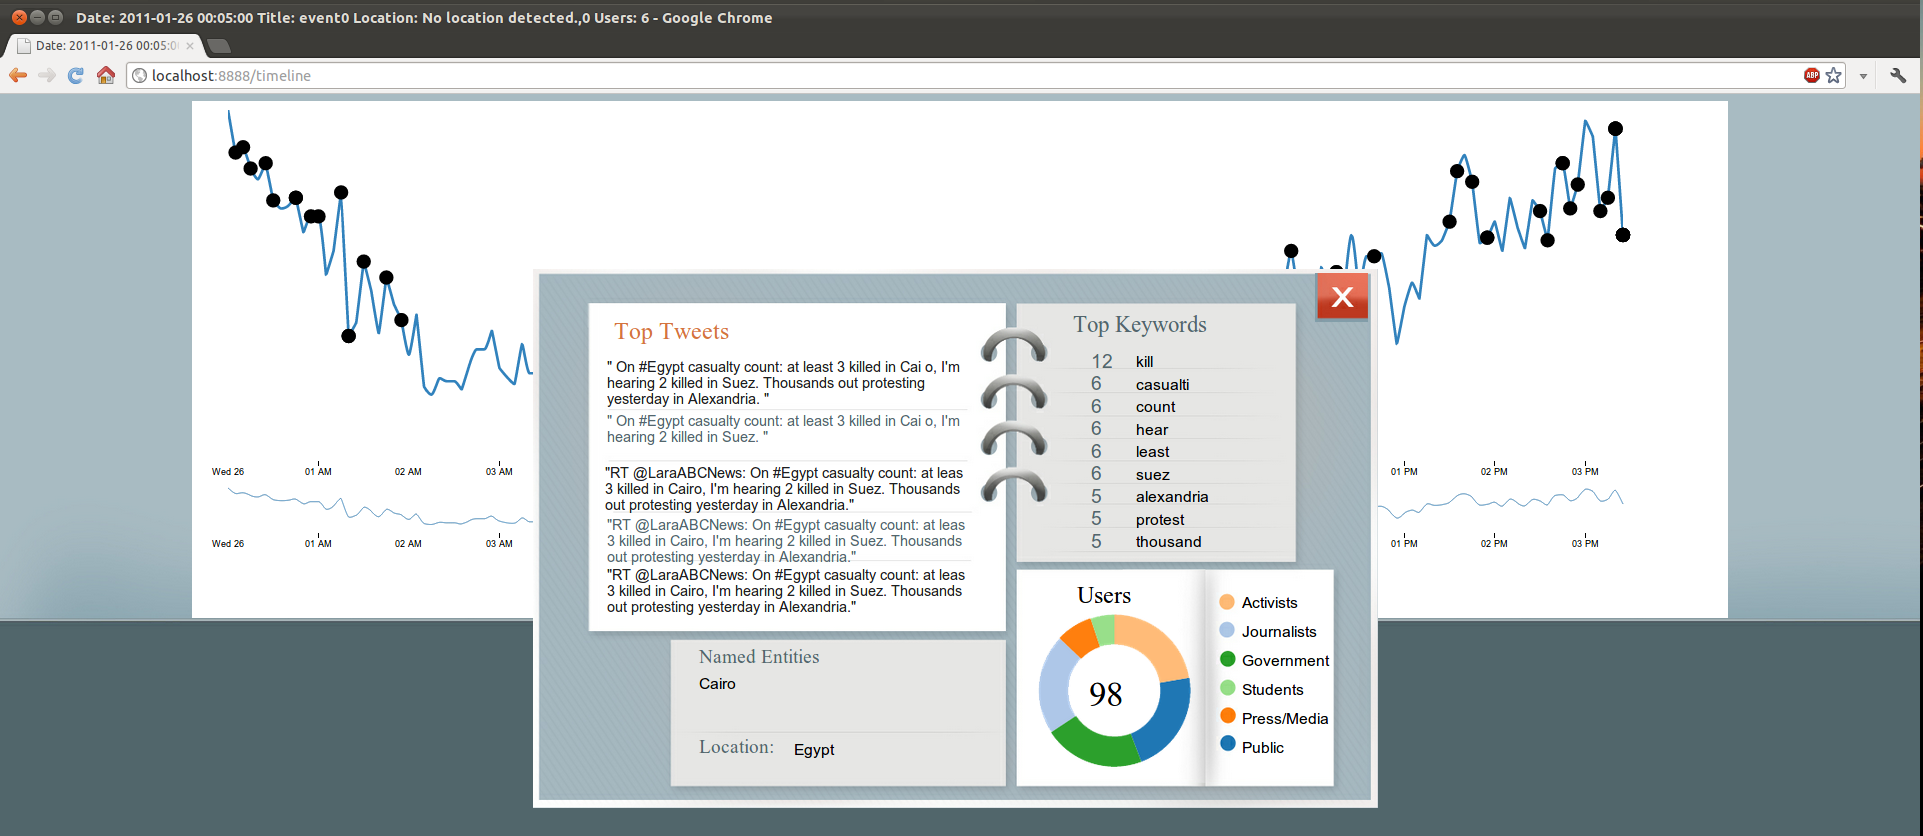 Date: 2011-01-26 00:05:00 Title: event0 Location: No location detected.,0 Users: 6 - Google Chrome
Date: 2011-01-26 00:05:0
localhost:8888/timeline
ABP
Wed 26 01 AM 02 AM 03 AM 01 PM 02 PM 03 PM
Wed 26 01 AM 02 AM 03 AM 01 PM 02 PM 03 PM
X
Top Tweets
" On #Egypt casualty count: at least 3 killed in Cai o, I'm
hearing 2 killed in Suez. Thousands out protesting
yesterday in Alexandria. "
" On #Egypt casualty count: at least 3 killed in Cai o, I'm
hearing 2 killed in Suez. "
"RT @LaraABCNews: On #Egypt casualty count: at leas
3 killed in Cairo, I'm hearing 2 killed in Suez. Thousands
out protesting yesterday in Alexandria."
"RT @LaraABCNews: On #Egypt casualty count: at leas
3 killed in Cairo, I'm hearing 2 killed in Suez. Thousands
out protesting yesterday in Alexandria."
"RT @LaraABCNews: On #Egypt casualty count: at leas
3 killed in Cairo, I'm hearing 2 killed in Suez. Thousands
out protesting yesterday in Alexandria."
Top Keywords
12 kill
6 casualti
6 count
6 hear
6 least
6 suez
5 alexandria
5 protest
5 thousand
Named Entities
Cairo
Location: Egypt
Users
98
Activists
Journalists
Government
Students
Press/Media
Public